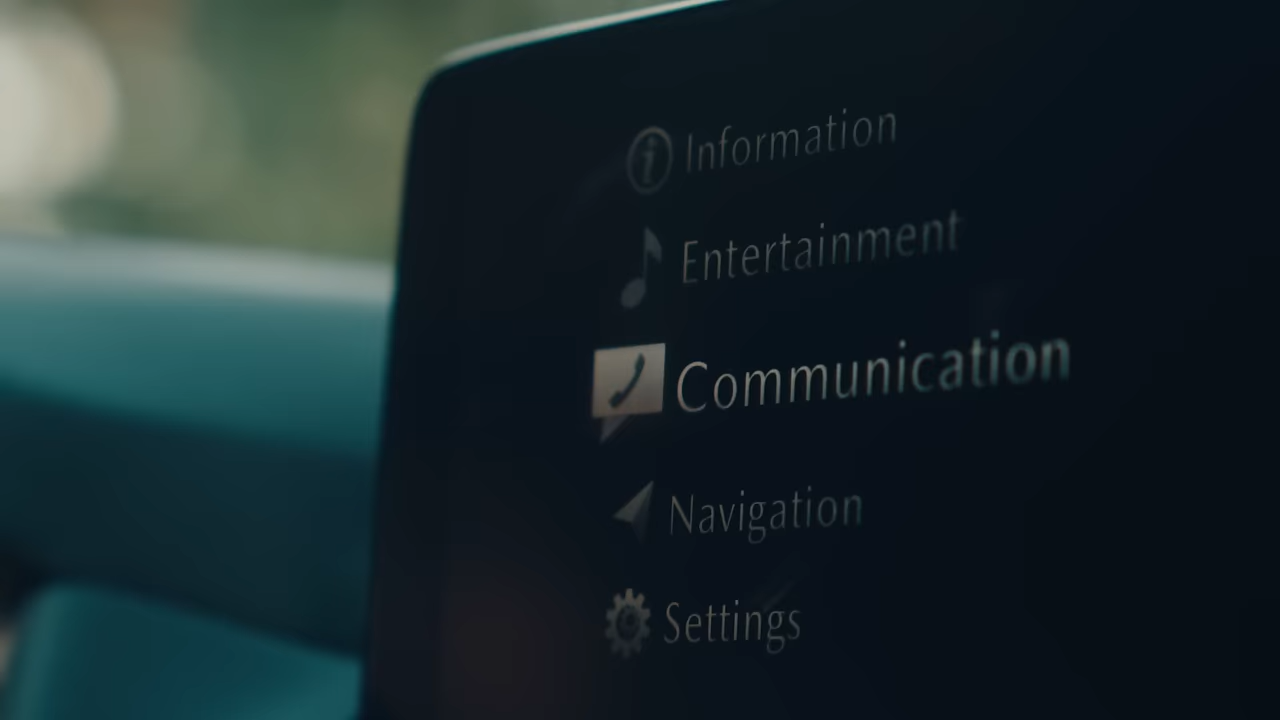 Information
Entertainment
Communication
Navigation
Settings